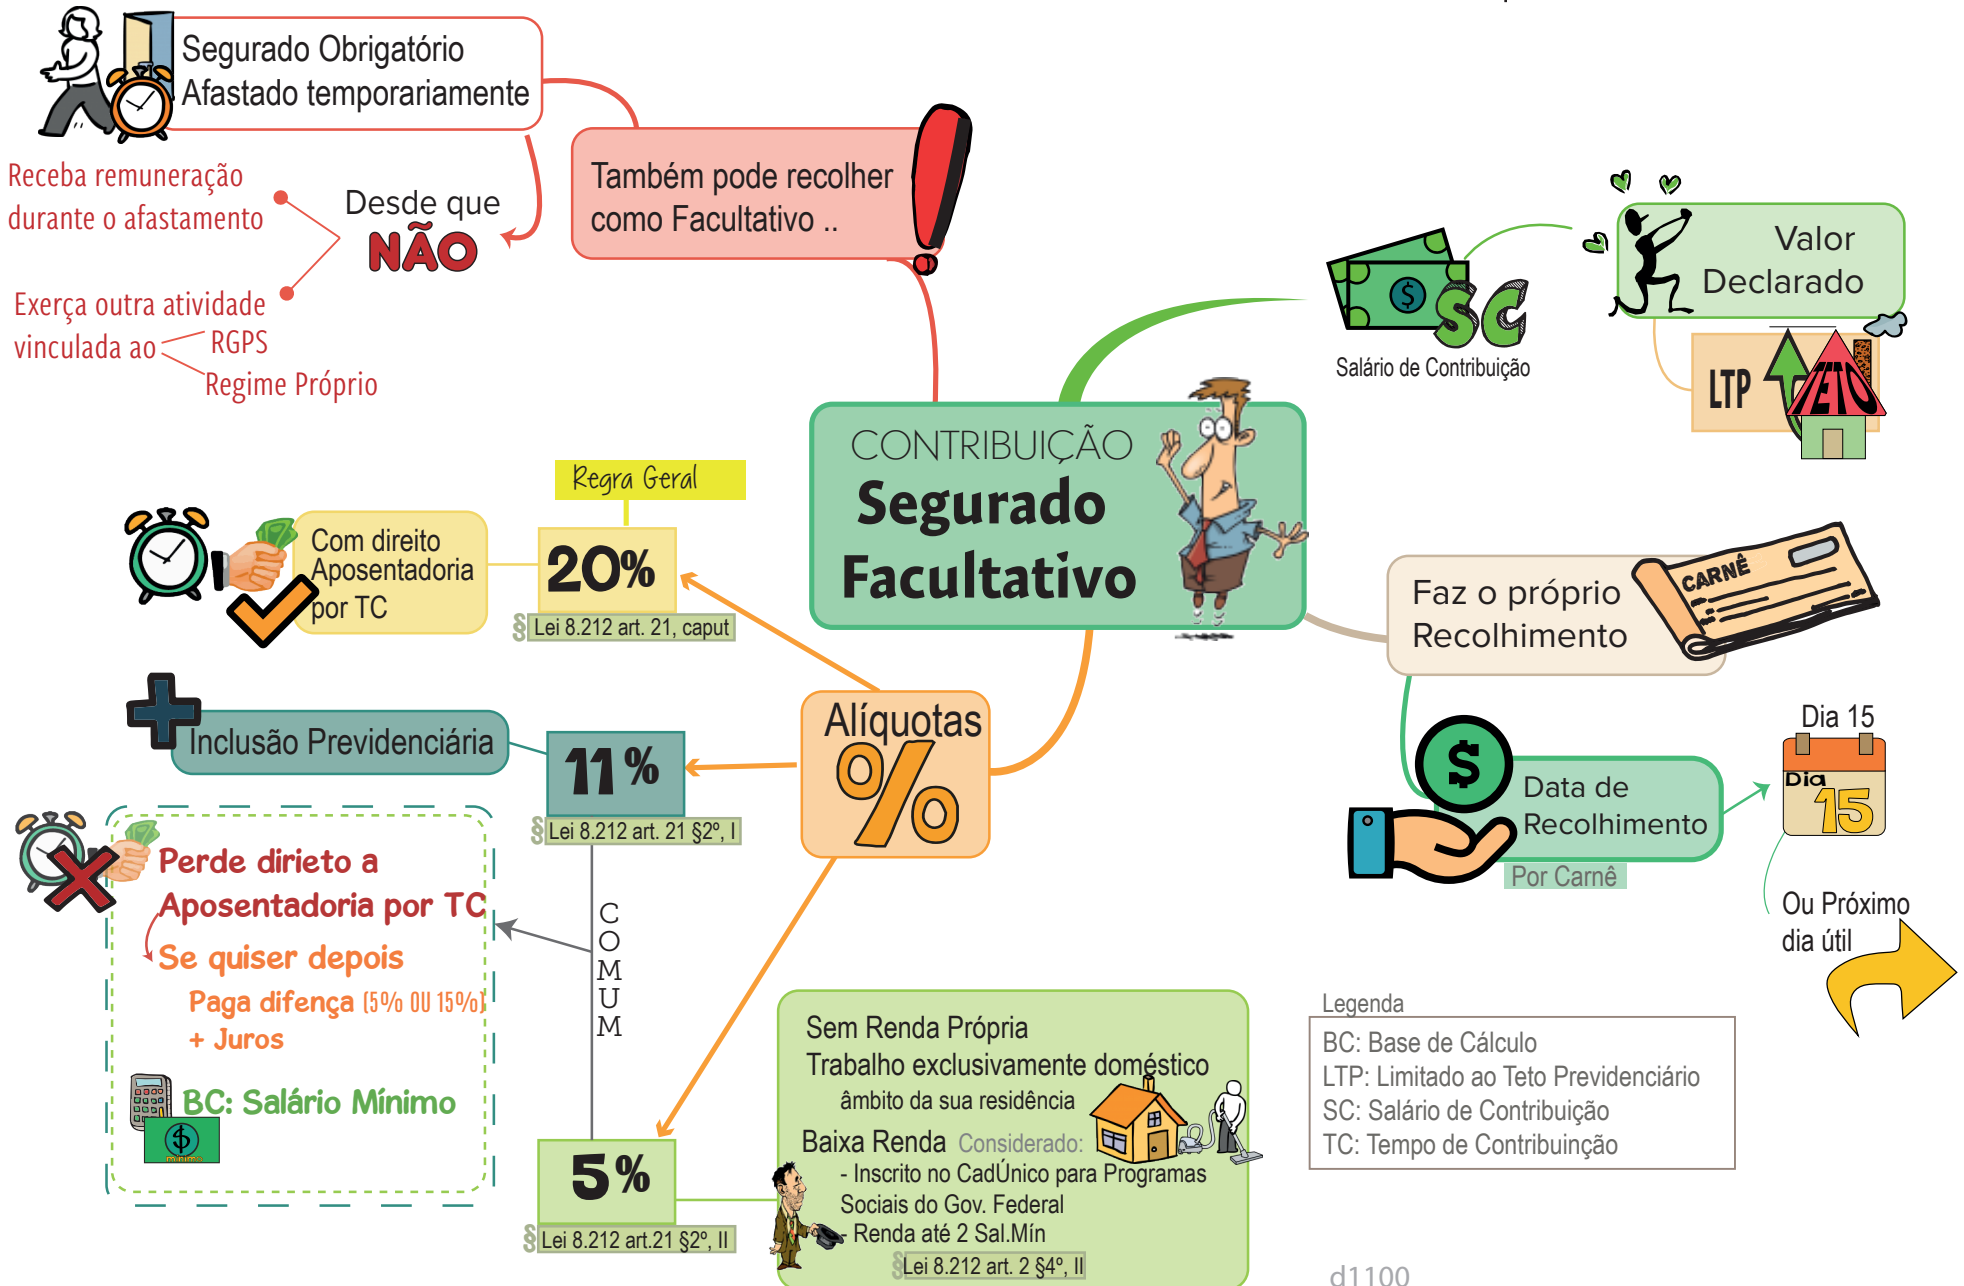 Segurado Obrigatório
Afastado temporariamente
Também pode recolher
como Facultativo ..
Desde que
NÃO
Receba remuneração
durante o afastamento
Exerça outra atividade
vinculada ao
RGPS
Regime Próprio
SC
Salário de Contribuição
Valor
Declarado
LTP
TETO
CONTRIBUIÇÃO
Segurado
Facultativo
Regra Geral
20%
Lei 8.212 art. 21, caput
Com direito
Aposentadoria
por TC
Inclusão Previdenciária
11%
§ Lei 8.212 art. 21 §2º, I
Alíquotas
%
Faz o próprio
Recolhimento
CARNÊ
$
Data de
Recolhimento
Por Carnê
Dia 15
Dia
15
Ou Próximo
dia útil
Perde dirieto a
Aposentadoria por TC
Se quiser depois
Paga difença (5% OU 15%)
+ Juros
BC: Salário Mínimo
COMUM
5%
§ Lei 8.212 art.21 §2º, II
Sem Renda Própria
Trabalho exclusivamente doméstico
âmbito da sua residência
Baixa Renda Considerado:
- Inscrito no CadÚnico para Programas
Sociais do Gov. Federal
- Renda até 2 Sal.Mín
§ Lei 8.212 art. 2 §4º, II
Legenda
BC: Base de Cálculo
LTP: Limitado ao Teto Previdenciário
SC: Salário de Contribuição
TC: Tempo de Contribuinção
d1100